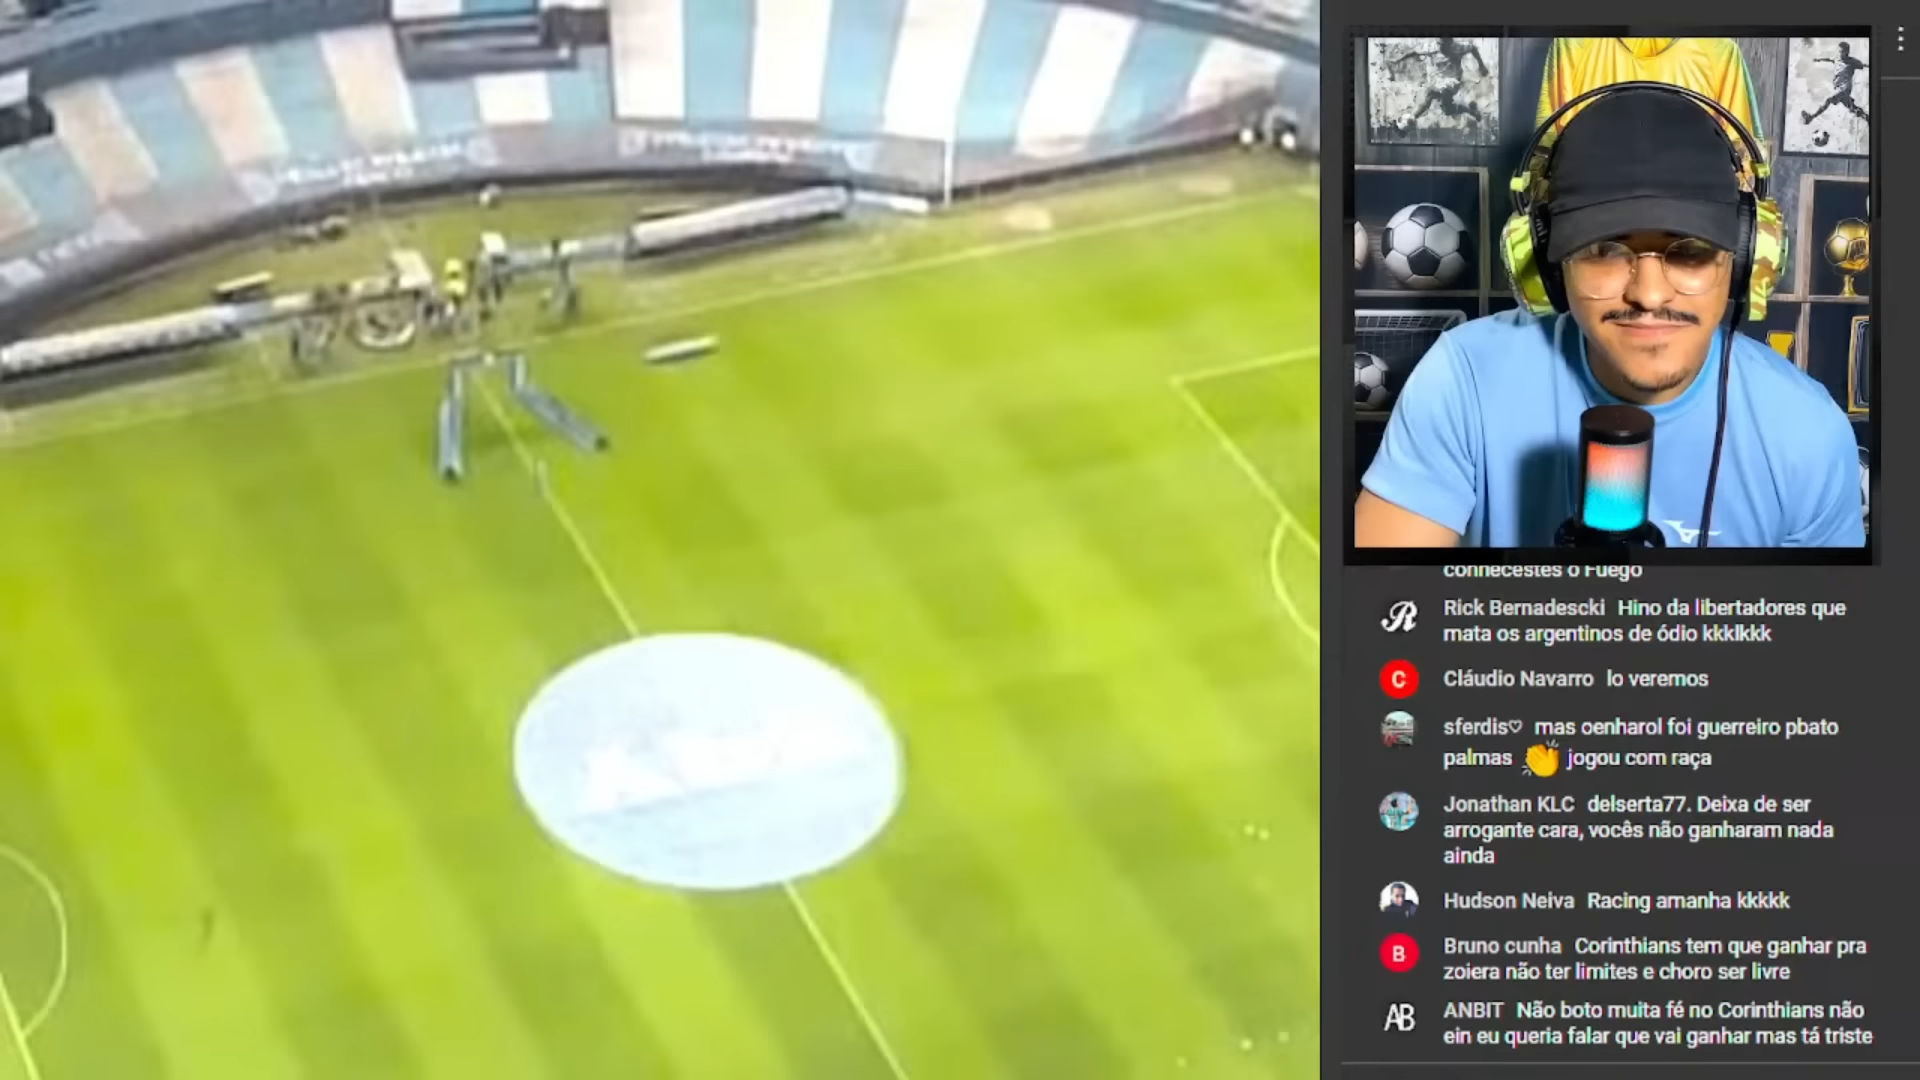 connecestes o Fuego
Rick Bernadescki Hino da libertadores que
mata os argentinos de ódio kkklkkk
C
Cláudio Navarro lo veremos
sferdis♡ mas oenharol foi guerreiro pbato
palmas 👏 jogou com raça
Jonathan KLC delserta77. Deixa de ser
arrogante cara, vocês não ganharam nada
ainda
Hudson Neiva Racing amanha kkkkk
B
Bruno cunha Corinthians tem que ganhar pra
zoiera não ter limites e choro ser livre
AB
ANBIT Não boto muita fé no Corinthians não
ein eu queria falar que vai ganhar mas tá triste